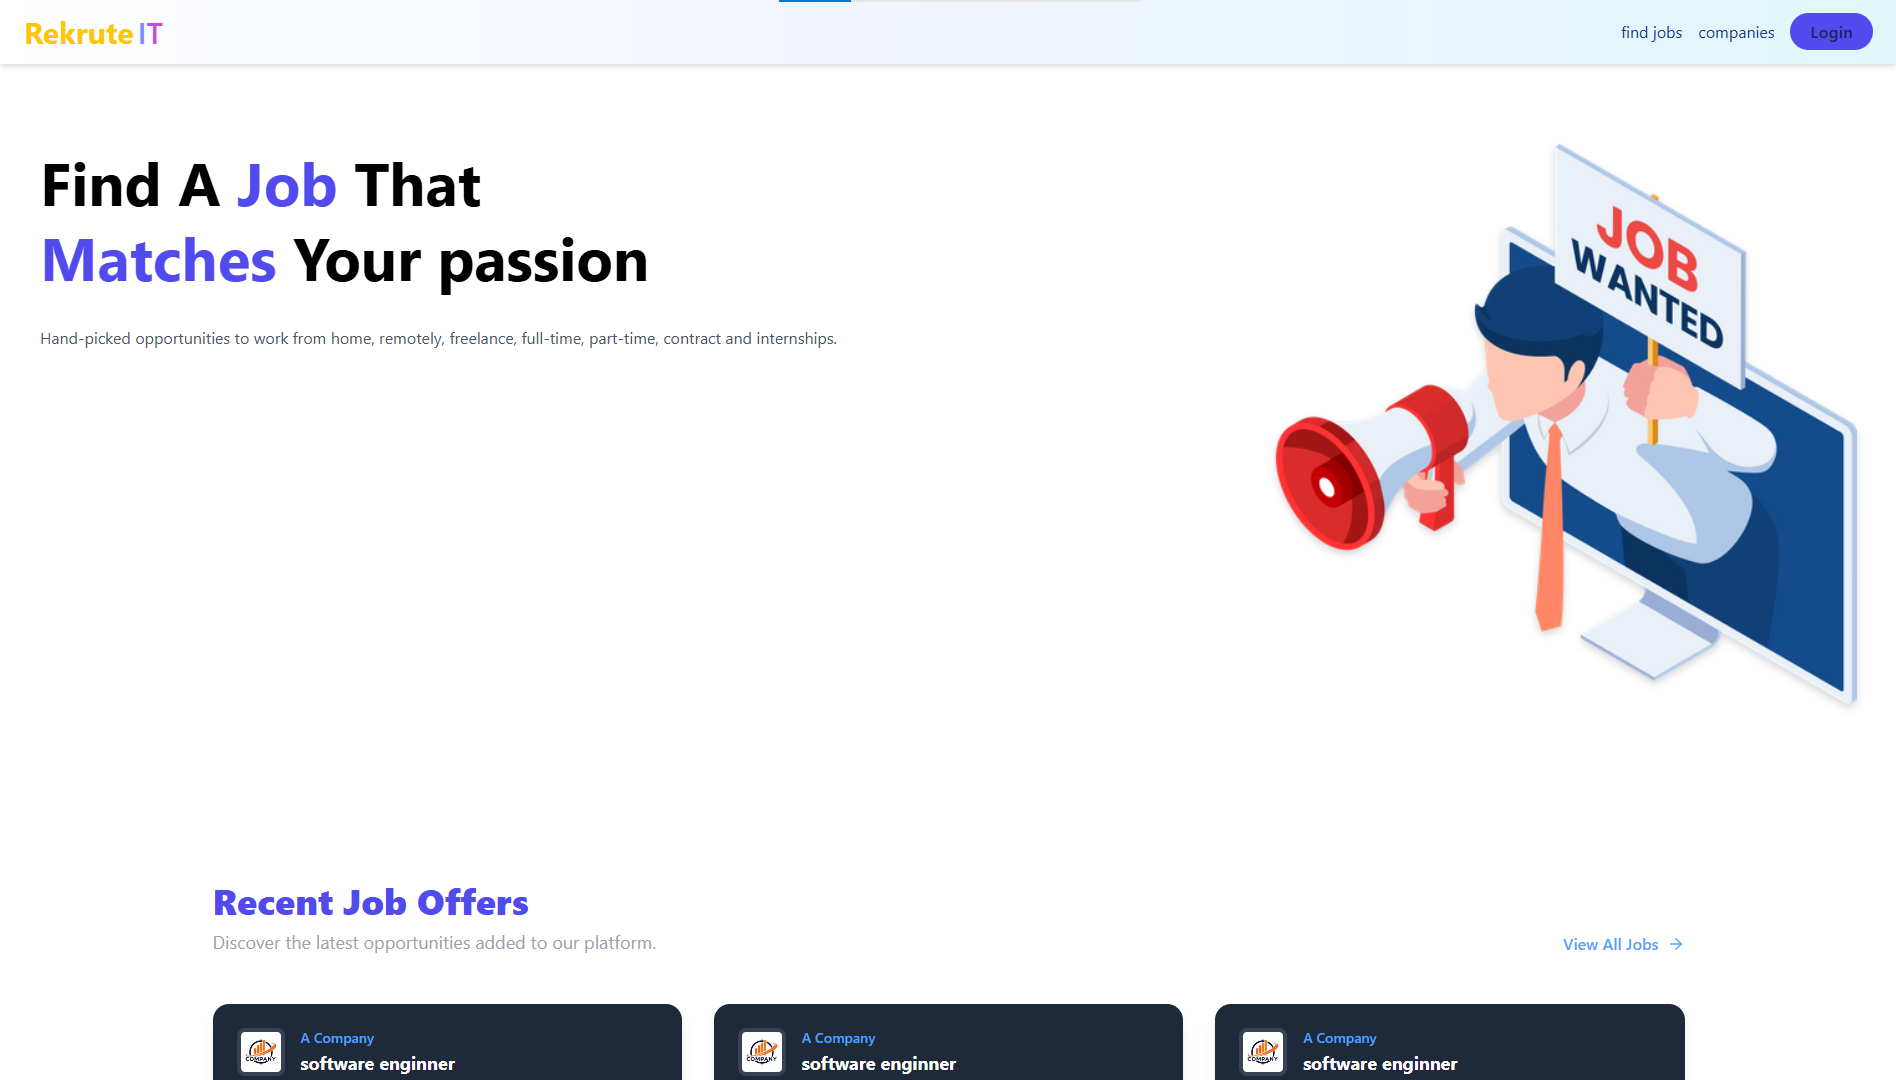 Rekrute IT
find jobs
companies
Login
Find A Job That
Matches Your passion
Hand-picked opportunities to work from home, remotely, freelance, full-time, part-time, contract and internships.
JOB
WANTED
Recent Job Offers
Discover the latest opportunities added to our platform.
View All Jobs
COMPANY
A Company
software enginner
COMPANY
A Company
software enginner
COMPANY
A Company
software enginner